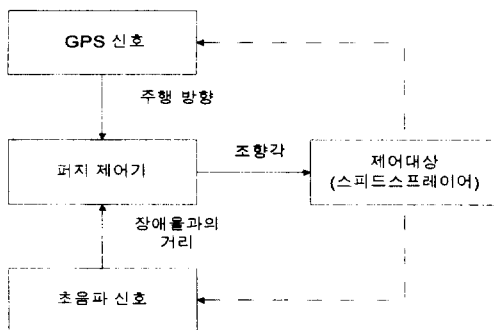 GPS 신호
주행 방향
퍼지 제어기
조향각
제어대상
(스피드스프레이어)
장애물과의
거리
초음파 신호